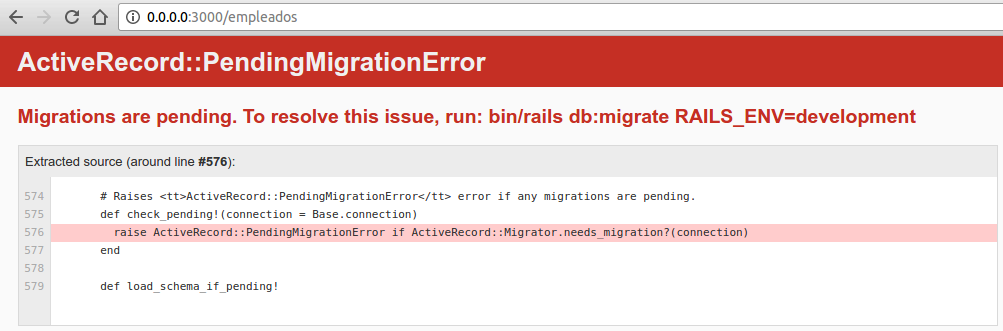 0.0.0.0:3000/empleados
ActiveRecord::PendingMigrationError
Migrations are pending. To resolve this issue, run: bin/rails db:migrate RAILS_ENV=development
Extracted source (around line #576):
574 # Raises <tt>ActiveRecord::PendingMigrationError</tt> error if any migrations are pending.
575 def check_pending!(connection = Base.connection)
576 raise ActiveRecord::PendingMigrationError if ActiveRecord::Migrator.needs_migration?(connection)
577 end
578
579 def load_schema_if_pending!